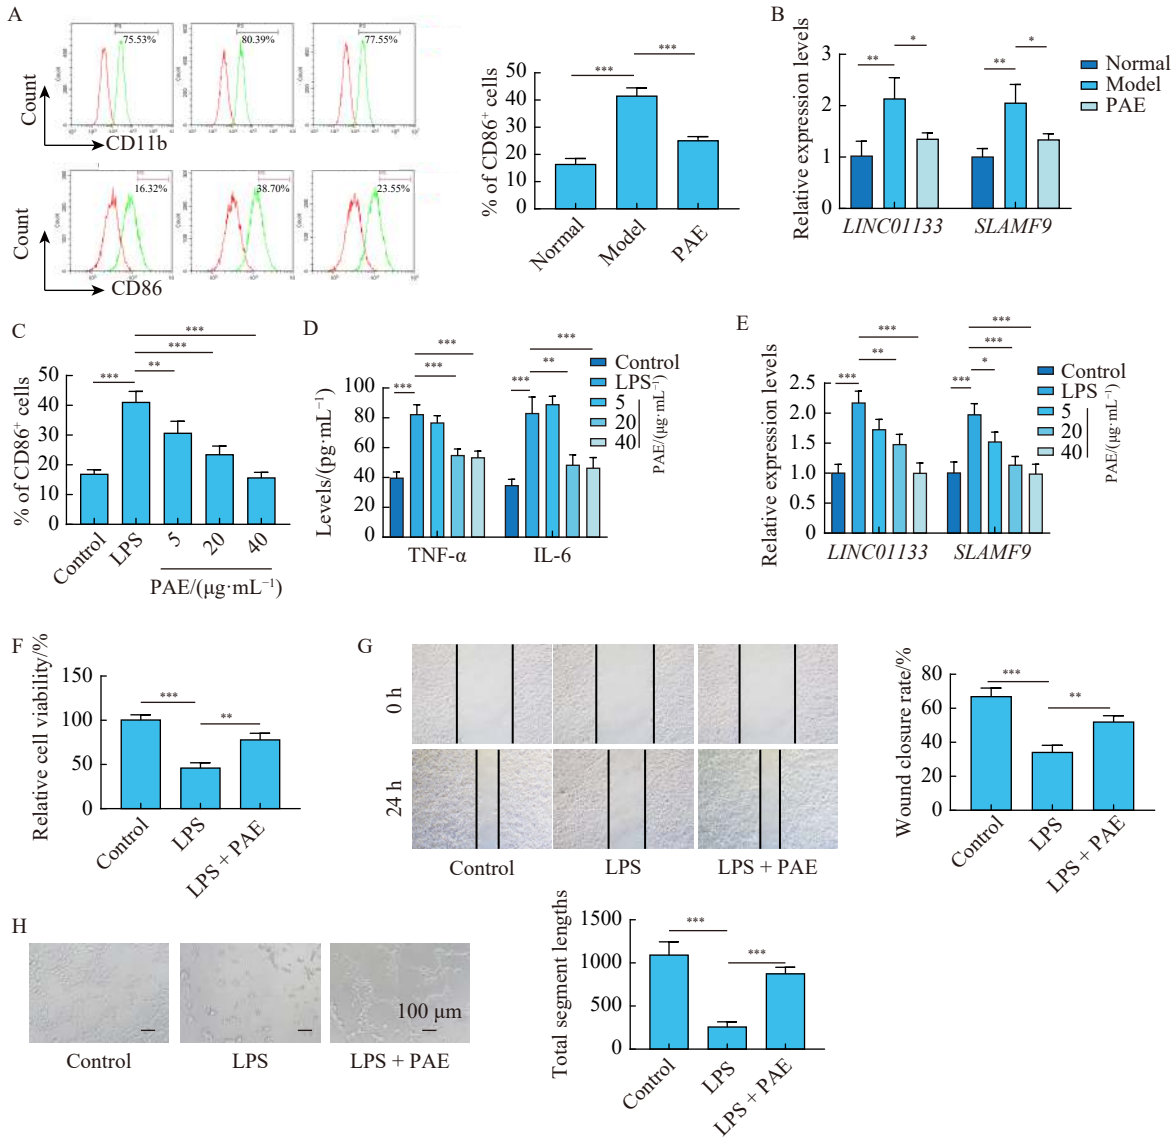 A
75.53%
80.39%
77.55%
Count
CD11b
16.32%
38.70%
23.55%
Count
CD86
% of CD86⁺ cells
50
40
30
20
10
0
***
***
Normal
Model
PAE
B
Relative expression levels
3
2
1
0
**
*
**
*
LINC01133
SLAMF9
Normal
Model
PAE
C
% of CD86⁺ cells
50
40
30
20
10
0
***
***
**
***
Control
LPS
5
20
40
PAE/(μg·mL⁻¹)
D
Levels/(pg·mL⁻¹)
100
80
60
40
20
0
***
***
***
***
**
***
TNF-α
IL-6
Control
LPS
5
20
40
PAE/(μg·mL⁻¹)
E
Relative expression levels
2.5
2.0
1.5
1.0
0.5
0
***
**
***
***
*
***
***
LINC01133
SLAMF9
Control
LPS
5
20
40
PAE/(μg·mL⁻¹)
F
Relative cell viability/%
150
100
50
0
***
**
Control
LPS
LPS + PAE
G
0 h
24 h
Control
LPS
LPS + PAE
Wound closure rate/%
80
60
40
20
0
***
**
Control
LPS
LPS + PAE
H
100 μm
Control
LPS
LPS + PAE
Total segment lengths
1500
1000
500
0
***
***
Control
LPS
LPS + PAE